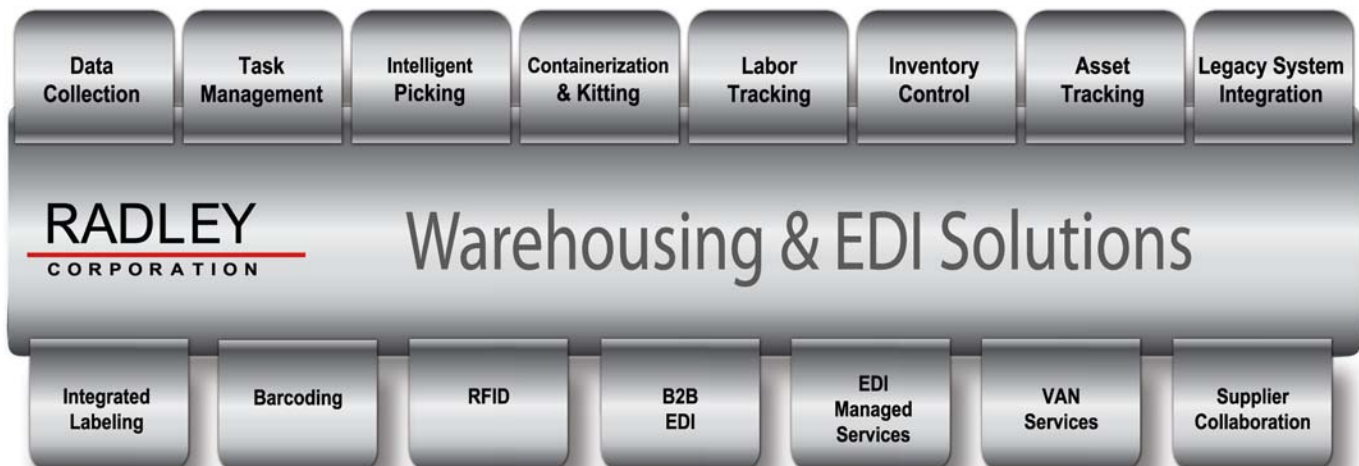 Data
Collection
Task
Management
Intelligent
Picking
Containerization
& Kitting
Labor
Tracking
Inventory
Control
Asset
Tracking
Legacy System
Integration
RADLEY
CORPORATION
Warehousing & EDI Solutions
Integrated
Labeling
Barcoding
RFID
B2B
EDI
EDI
Managed
Services
VAN
Services
Supplier
Collaboration